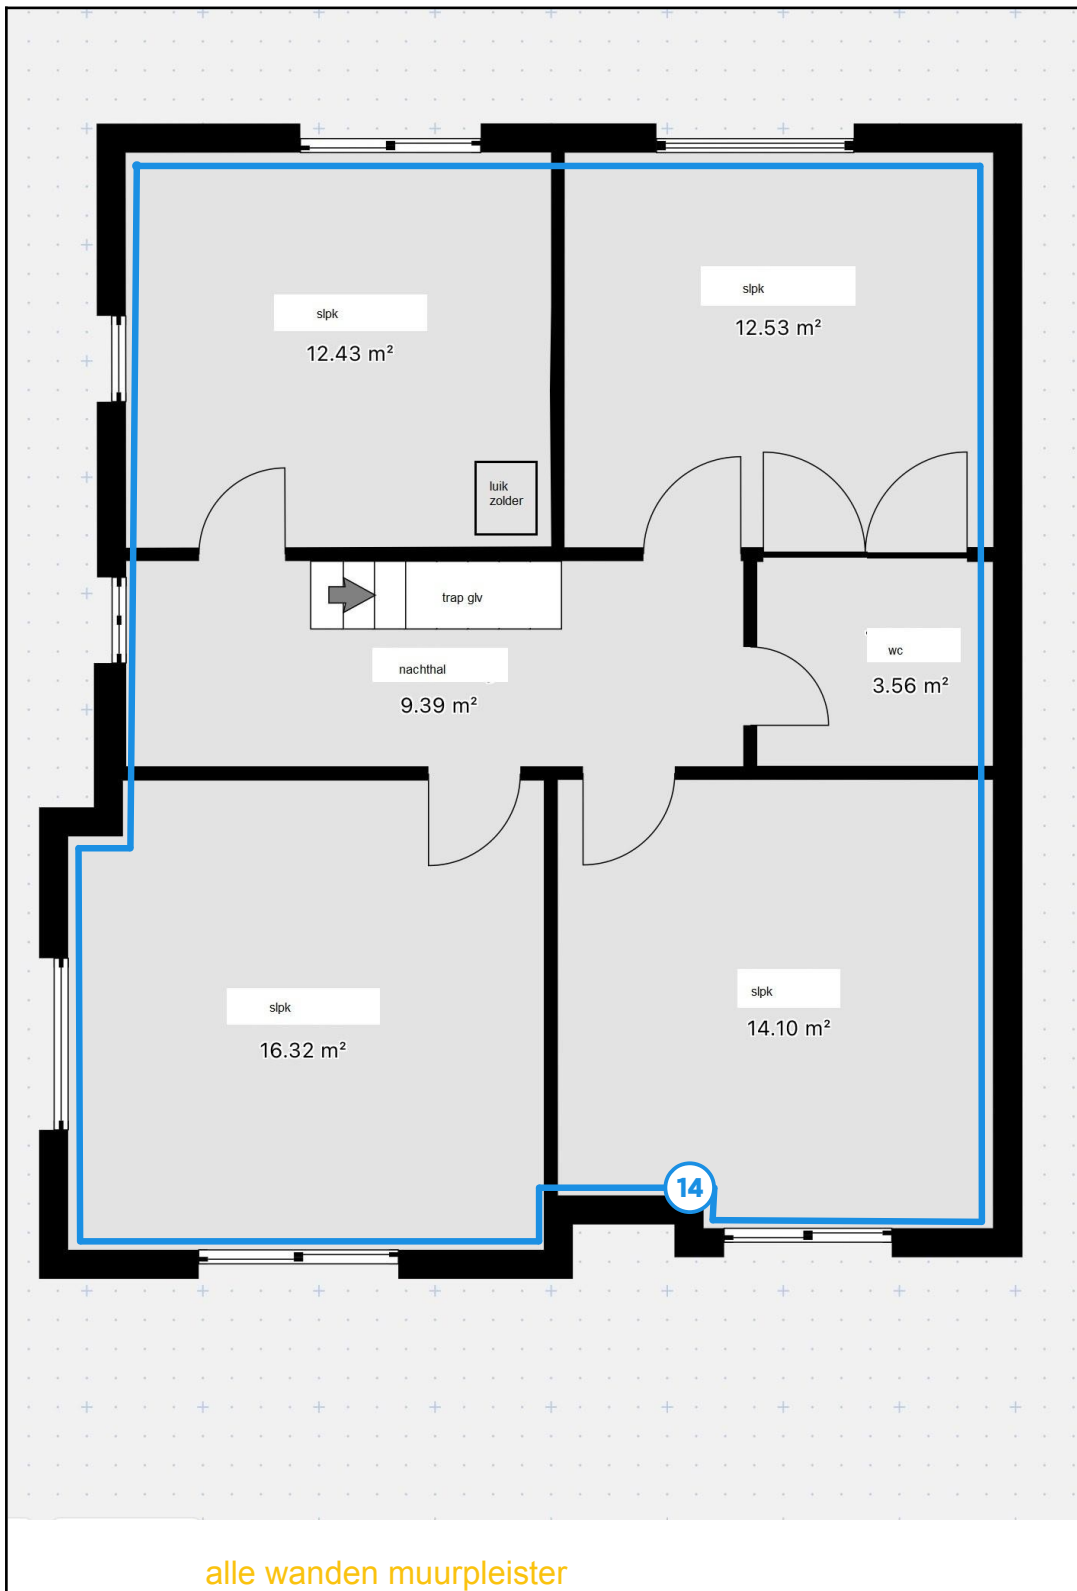 slpk
12.43 m²
slpk
12.53 m²
luik
zolder
trap glv
nachthal
9.39 m²
wc
3.56 m²
slpk
16.32 m²
slpk
14.10 m²
14
alle wanden muurpleister